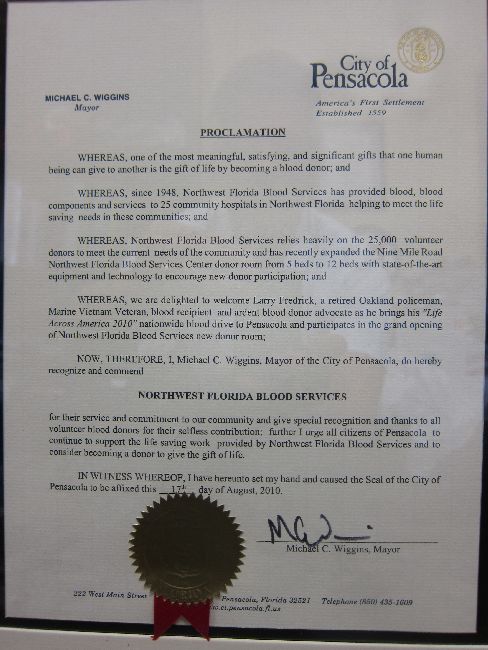 City of
Pensacola
America's First Settlement
Established 1559
MICHAEL C. WIGGINS
Mayor
PROCLAMATION
WHEREAS, one of the most meaningful, satisfying, and significant gifts that one human
being can give to another is the gift of life by becoming a blood donor; and
WHEREAS, since 1948, Northwest Florida Blood Services has provided blood, blood
components and services to 25 community hospitals in Northwest Florida helping to meet the life
saving needs in these communities; and
WHEREAS, Northwest Florida Blood Services relies heavily on the 25,000 volunteer
donors to meet the current needs of the community and has recently expanded the Nine Mile Road
Northwest Florida Blood Services Center donor room from 5 beds to 12 beds with state-of-the-art
equipment and technology to encourage new donor participation; and
WHEREAS, we are delighted to welcome Larry Fredrick, a retired Oakland policeman,
Marine Vietnam Veteran, blood recipient and ardent blood donor advocate as he brings his "Life
Across America 2010" nationwide blood drive to Pensacola and participates in the grand opening
of Northwest Florida Blood Services new donor room;
NOW, THEREFORE, I, Michael C. Wiggins, Mayor of the City of Pensacola, do hereby
recognize and commend
NORTHWEST FLORIDA BLOOD SERVICES
for their service and commitment to our community and give special recognition and thanks to all
volunteer blood donors for their selfless contribution; further I urge all citizens of Pensacola to
continue to support the life saving work provided by Northwest Florida Blood Services and to
consider becoming a donor to give the gift of life.
IN WITNESS WHEREOF, I have hereunto set my hand and caused the Seal of the City of
Pensacola to be affixed this 17th day of August, 2010.
Michael C. Wiggins, Mayor
222 West Main Street Pensacola, Florida 32521 Telephone (850) 435-1609
.ci.pensacola.fl.us